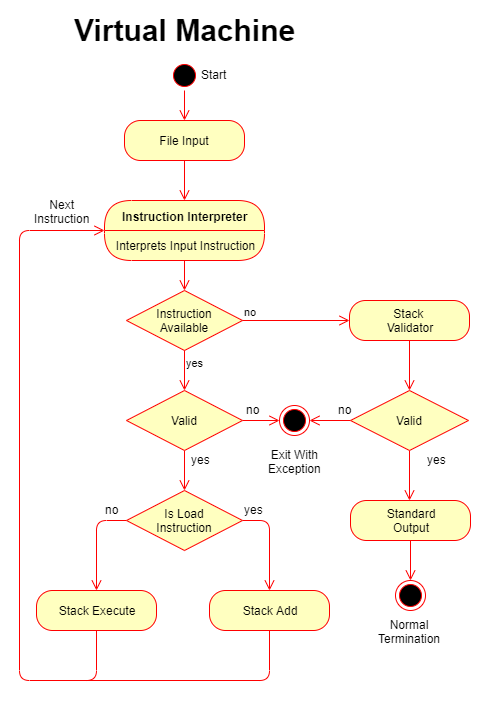 Virtual Machine
Start
File Input
Next
Instruction
Instruction Interpreter
Interprets Input Instruction
Instruction
Available
no
Stack
Validator
yes
Valid
no
Exit With
Exception
no
Valid
yes
yes
Is Load
Instruction
no
yes
Standard
Output
Stack Execute
Stack Add
Normal
Termination